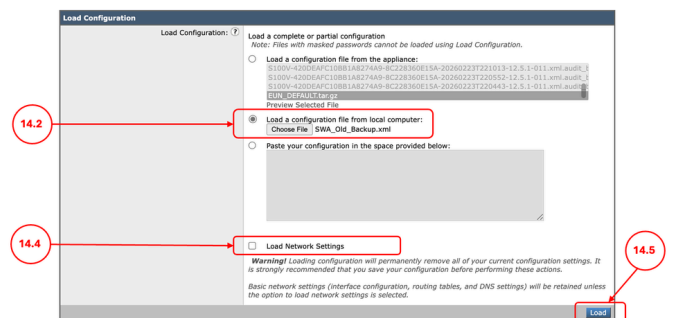 Load Configuration
Load Configuration: ?
Load a complete or partial configuration
Note: Files with masked passwords cannot be loaded using Load Configuration.
Load a configuration file from the appliance:
S100V-420DEAFC10BB1A8274A9-8C228360E15A-20260223T221013-12.5.1-011.xml.audit_
S100V-420DEAFC10BB1A8274A9-8C228360E15A-20260223T220552-12.5.1-011.xml.audit_
S100V-420DEAFC10BB1A8274A9-8C228360E15A-20260223T220443-12.5.1-011.xml.audit_
EUN_DEFAULT.tar.gz
Preview Selected File
14.2
Load a configuration file from local computer:
Choose File SWA_Old_Backup.xml
Paste your configuration in the space provided below:
14.4
Load Network Settings
14.5
Warning! Loading configuration will permanently remove all of your current configuration settings. It
is strongly recommended that you save your configuration before performing these actions.
Basic network settings (interface configuration, routing tables, and DNS settings) will be retained unless
the option to load network settings is selected.
Load